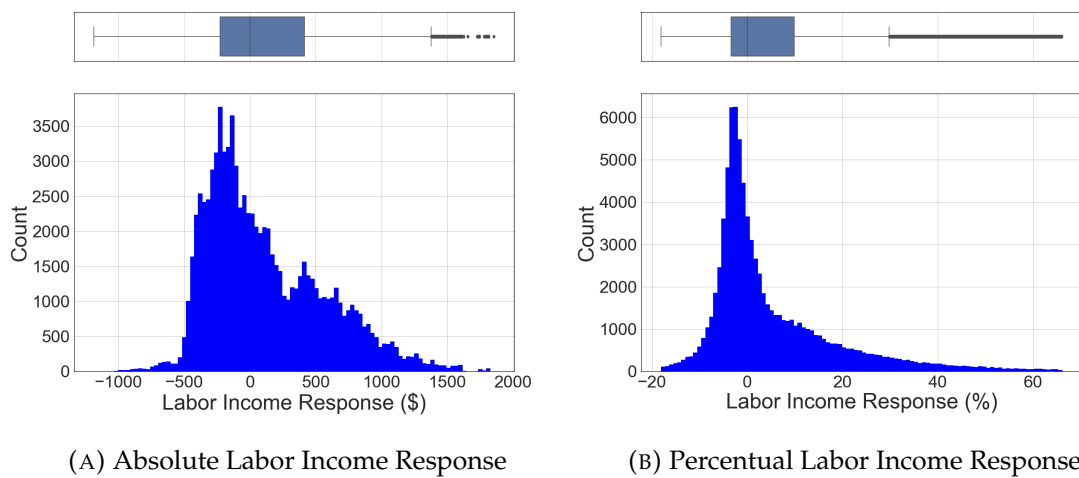 3500
3000
2500
2000
1500
1000
500
0
Count
−1000 −500 0 500 1000 1500 2000
Labor Income Response ($)
(A) Absolute Labor Income Response
6000
5000
4000
3000
2000
1000
0
Count
−20 0 20 40 60
Labor Income Response (%)
(B) Percentual Labor Income Response